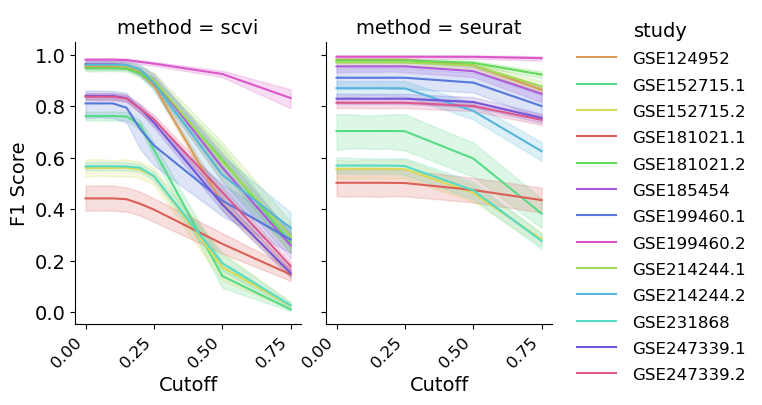 method = scvi
method = seurat
study
GSE124952
GSE152715.1
GSE152715.2
GSE181021.1
GSE181021.2
GSE185454
GSE199460.1
GSE199460.2
GSE214244.1
GSE214244.2
GSE231868
GSE247339.1
GSE247339.2
F1 Score
1.0
0.8
0.6
0.4
0.2
0.0
0.00
0.25
0.50
0.75
0.00
0.25
0.50
0.75
Cutoff
Cutoff